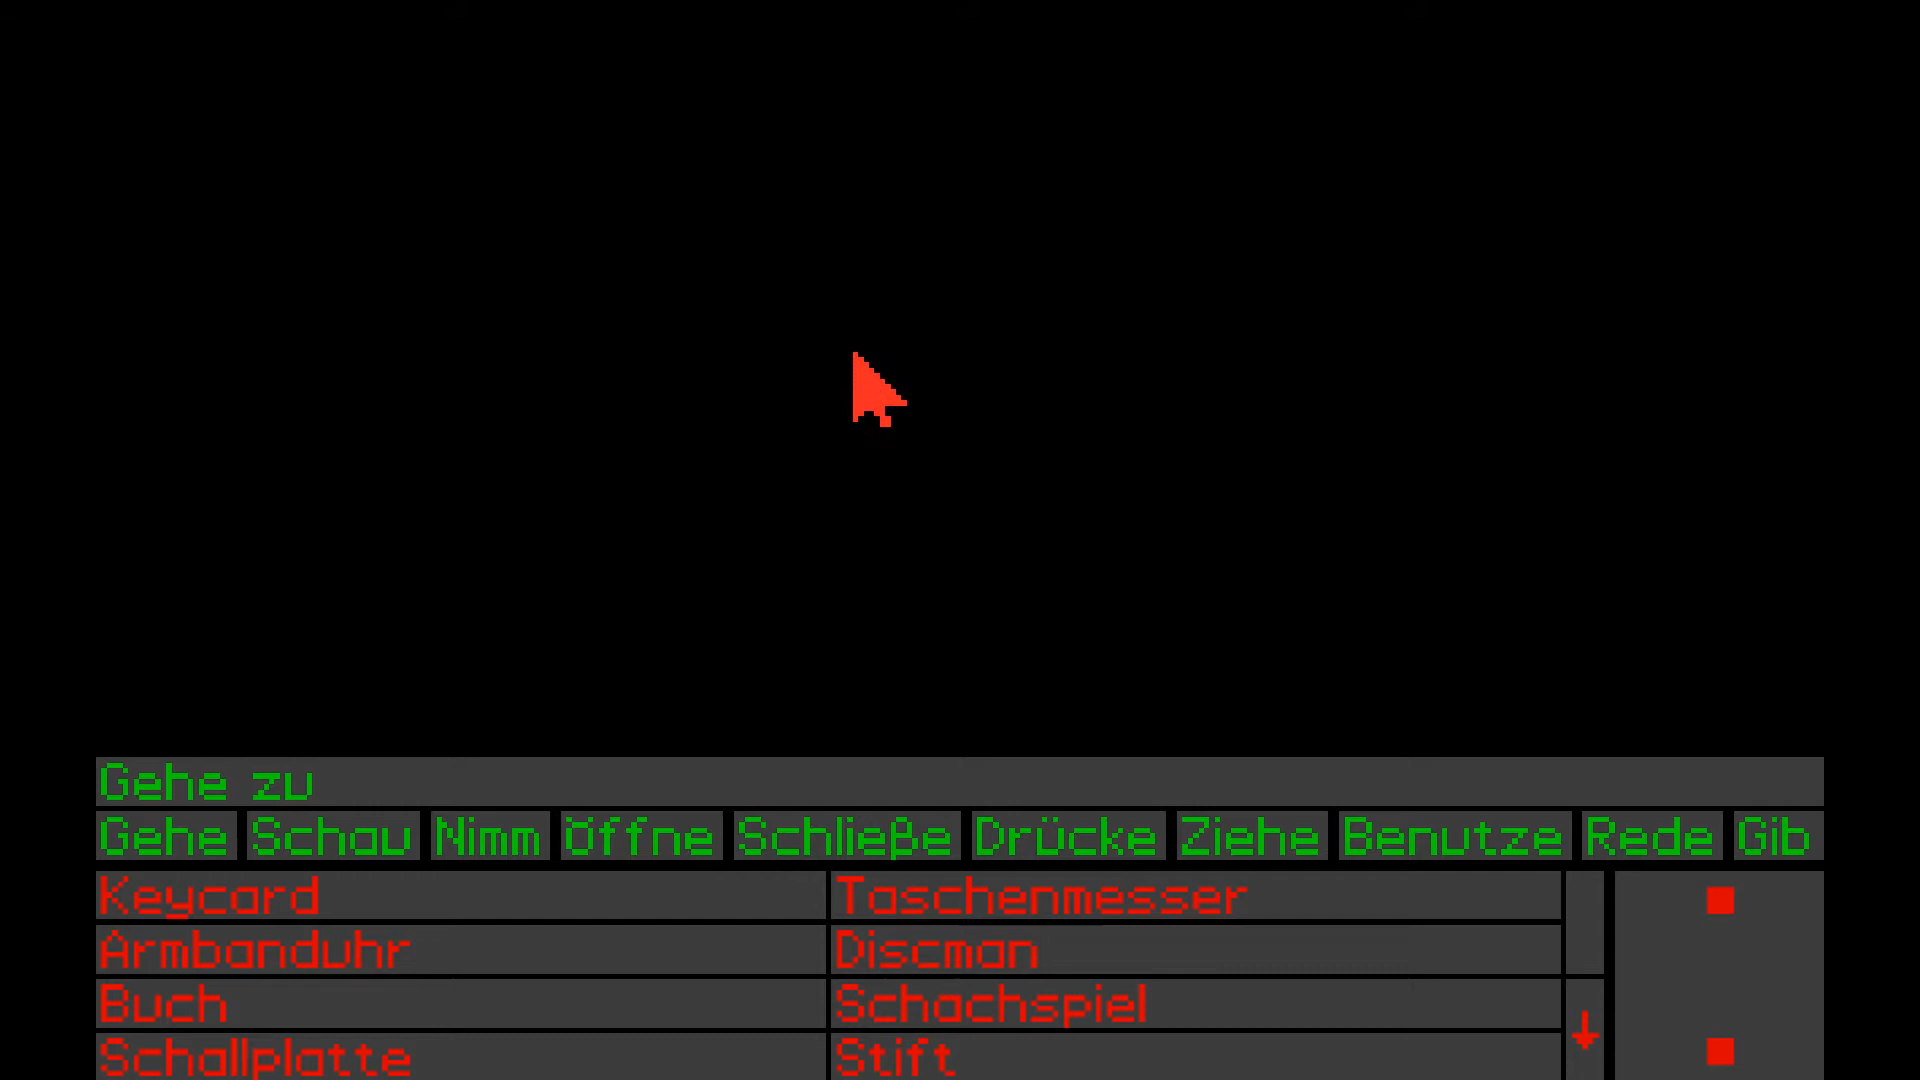 Gehe zu
Gehe Schau Nimm Öffne Schließe Drücke Ziehe Benutze Rede Gib
Keycard Taschenmesser
Armbanduhr Discman
Buch Schachspiel
Schallplatte Stift